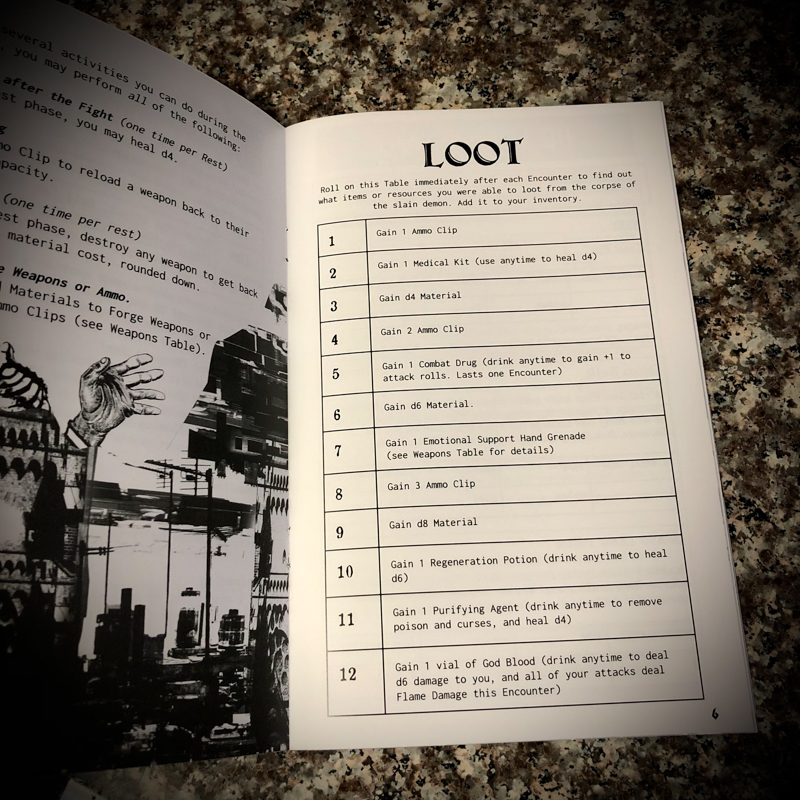 several activities you can do during the
you may perform all of the following:
after the Fight (one time per Rest)
est phase, you may heal d4.
mo Clip to reload a weapon back to their
apacity.
(one time per rest)
est phase, destroy any weapon to get back
material cost, rounded down.
e Weapons or Ammo.
Materials to Forge Weapons or
mmo Clips (see Weapons Table).
LOOT
Roll on this Table immediately after each Encounter to find out
what items or resources you were able to loot from the corpse of
the slain demon. Add it to your inventory.
1 Gain 1 Ammo Clip
2 Gain 1 Medical Kit (use anytime to heal d4)
3 Gain d4 Material
4 Gain 2 Ammo Clip
5 Gain 1 Combat Drug (drink anytime to gain +1 to
attack rolls. Lasts one Encounter)
6 Gain d6 Material.
7 Gain 1 Emotional Support Hand Grenade
(see Weapons Table for details)
8 Gain 3 Ammo Clip
9 Gain d8 Material
10 Gain 1 Regeneration Potion (drink anytime to heal
d6)
11 Gain 1 Purifying Agent (drink anytime to remove
poison and curses, and heal d4)
12 Gain 1 vial of God Blood (drink anytime to deal
d6 damage to you, and all of your attacks deal
Flame Damage this Encounter)
6